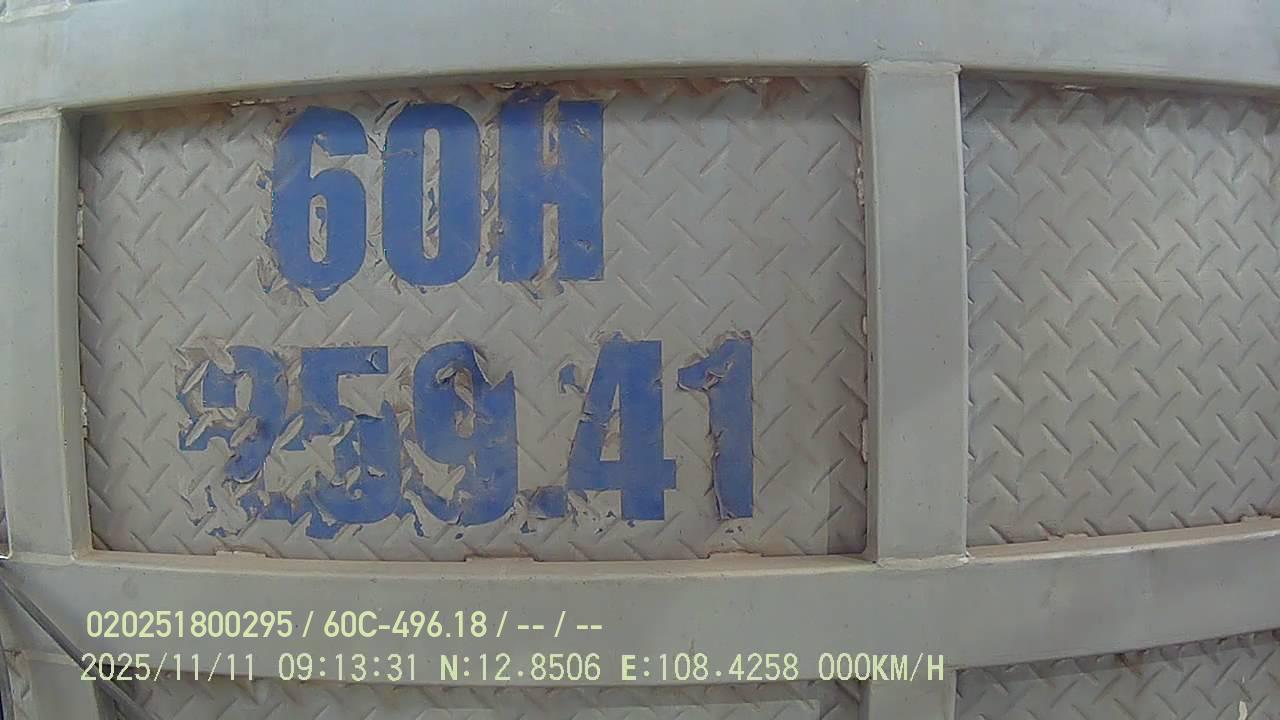 60H
259.41
020251800295 / 60C-496.18 / -- / --
2025/11/11 09:13:31 N:12.8506 E:108.4258 000KM/H